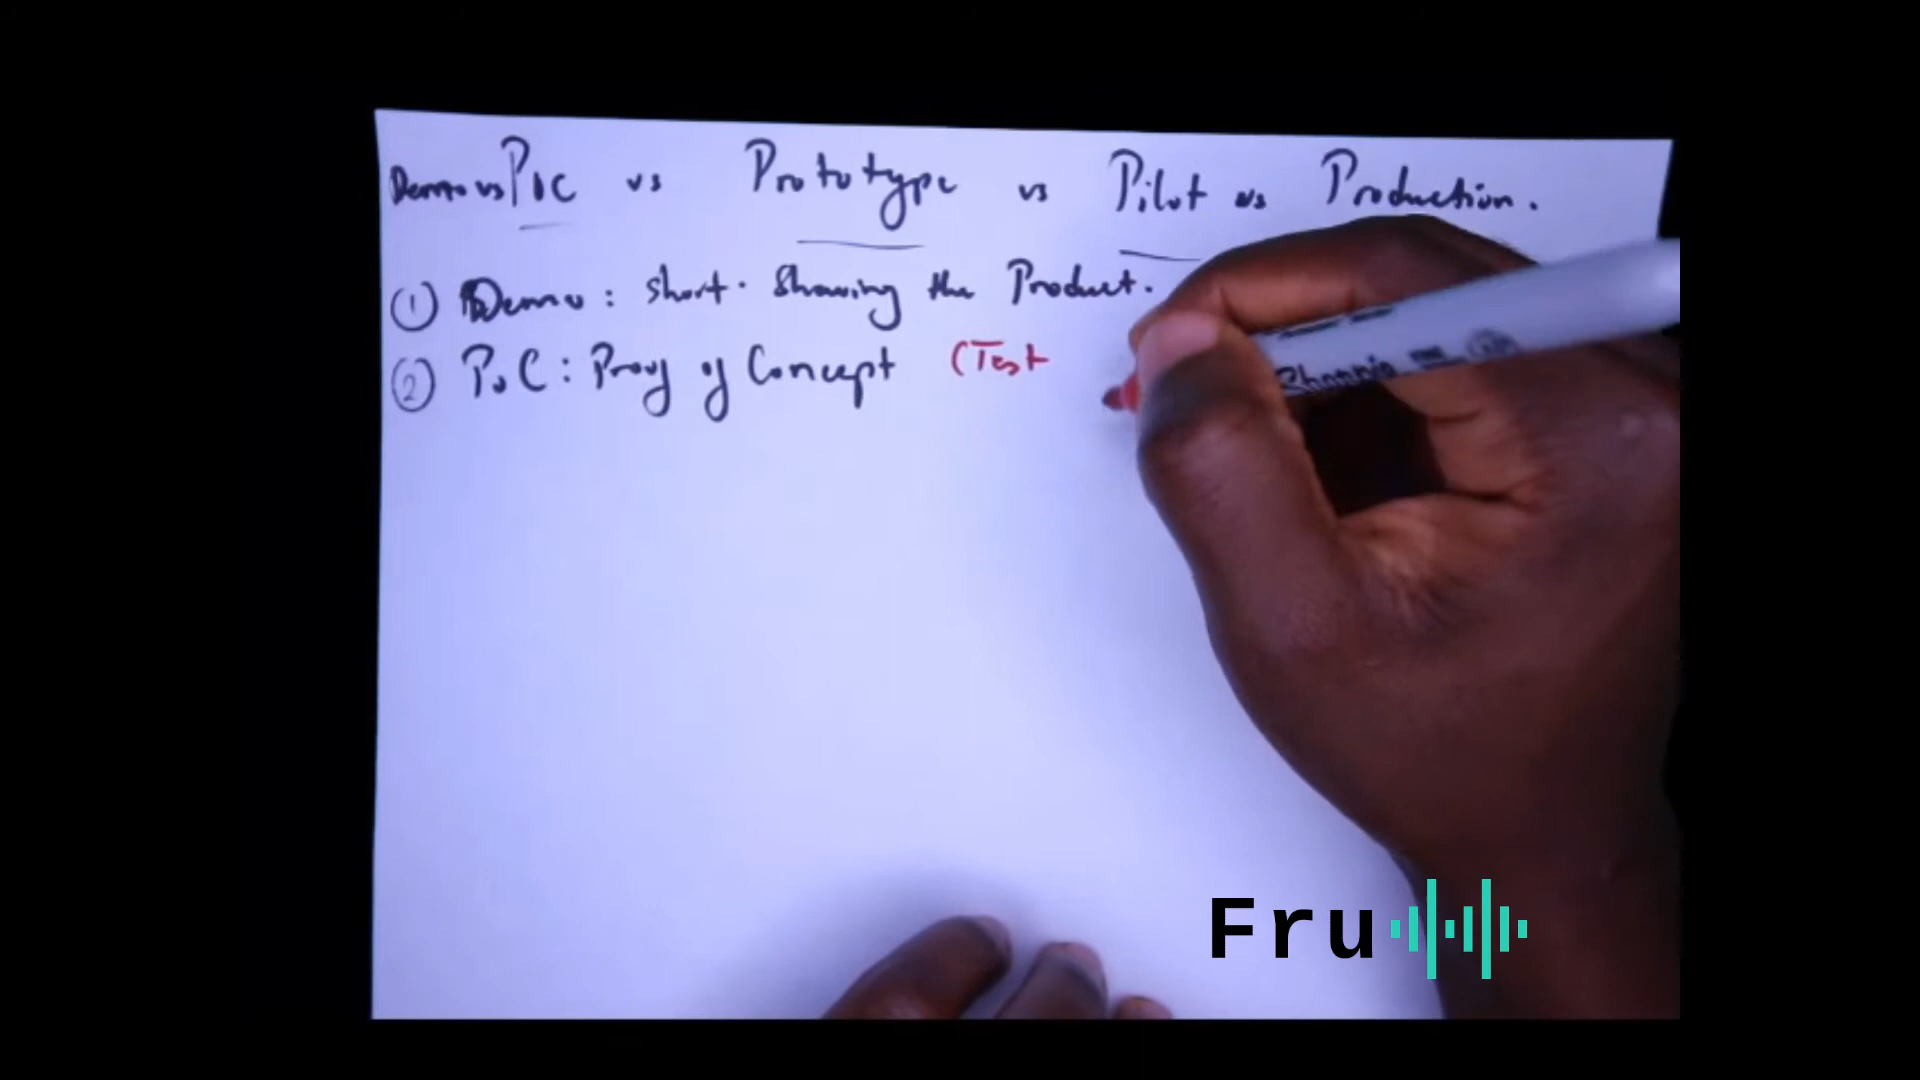 Demo vs PoC vs Prototype vs Pilot vs Production.
① Demo : short. Showing the Product.
② PoC : Proof of Concept (Test
Sharpie
Fru